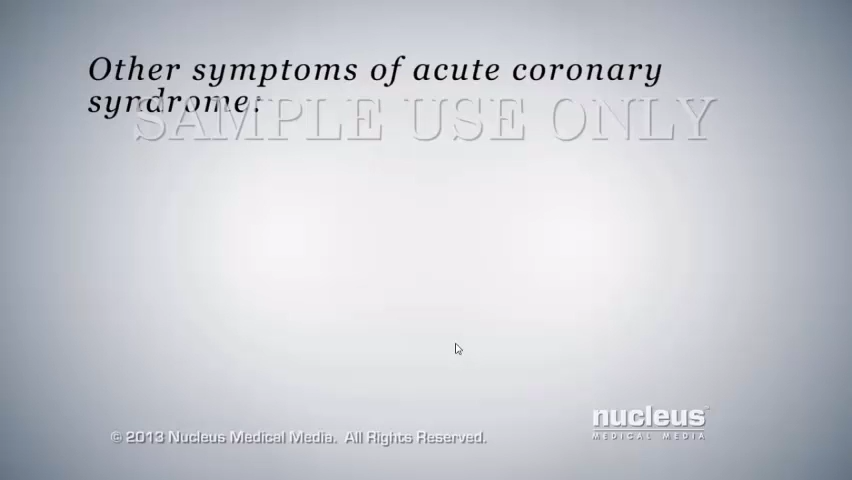 Other symptoms of acute coronary
syndrome:
SAMPLE USE ONLY
nucleus
MEDICAL MEDIA
© 2013 Nucleus Medical Media. All Rights Reserved.